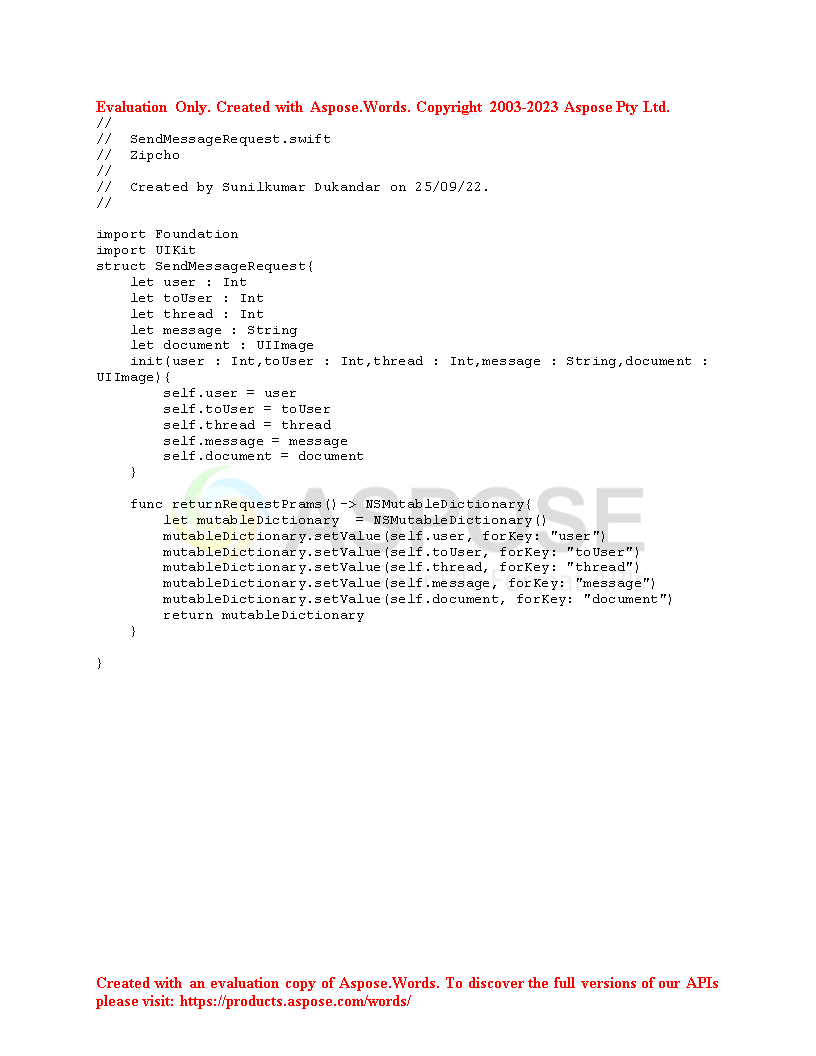 Evaluation Only. Created with Aspose.Words. Copyright 2003-2023 Aspose Pty Ltd.
//
//  SendMessageRequest.swift
//  Zipcho
//
//  Created by Sunilkumar Dukandar on 25/09/22.
//

import Foundation
import UIKit
struct SendMessageRequest{
    let user : Int
    let toUser : Int
    let thread : Int
    let message : String
    let document : UIImage
    init(user : Int,toUser : Int,thread : Int,message : String,document :
UIImage){
        self.user = user
        self.toUser = toUser
        self.thread = thread
        self.message = message
        self.document = document
    }

    func returnRequestPrams()-> NSMutableDictionary{
        let mutableDictionary  = NSMutableDictionary()
        mutableDictionary.setValue(self.user, forKey: "user")
        mutableDictionary.setValue(self.toUser, forKey: "toUser")
        mutableDictionary.setValue(self.thread, forKey: "thread")
        mutableDictionary.setValue(self.message, forKey: "message")
        mutableDictionary.setValue(self.document, forKey: "document")
        return mutableDictionary
    }

}
ASPOSE
Created with an evaluation copy of Aspose.Words. To discover the full versions of our APIs
please visit: https://products.aspose.com/words/